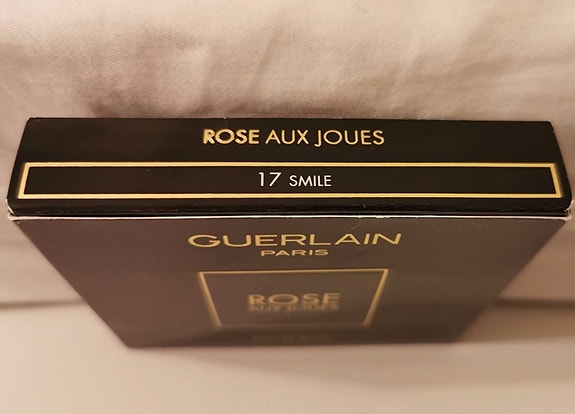 ROSE AUX JOUES
17 SMILE
GUERLAIN
PARIS
ROSE
AUX JOUES